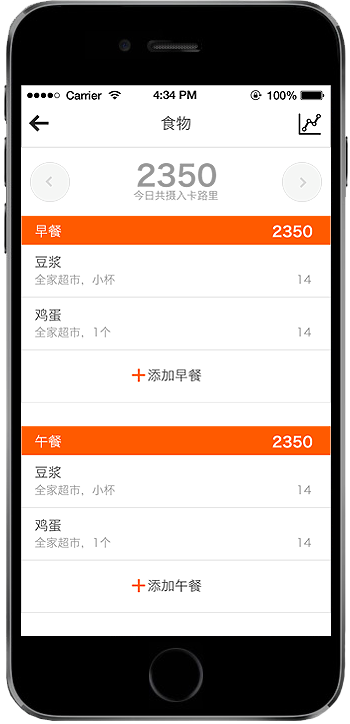 Carrier 4:34 PM 100%
食物
2350
今日共摄入卡路里
早餐 2350
豆浆
全家超市，小杯 14
鸡蛋
全家超市，1个 14
添加早餐
午餐 2350
豆浆
全家超市，小杯 14
鸡蛋
全家超市，1个 14
添加午餐